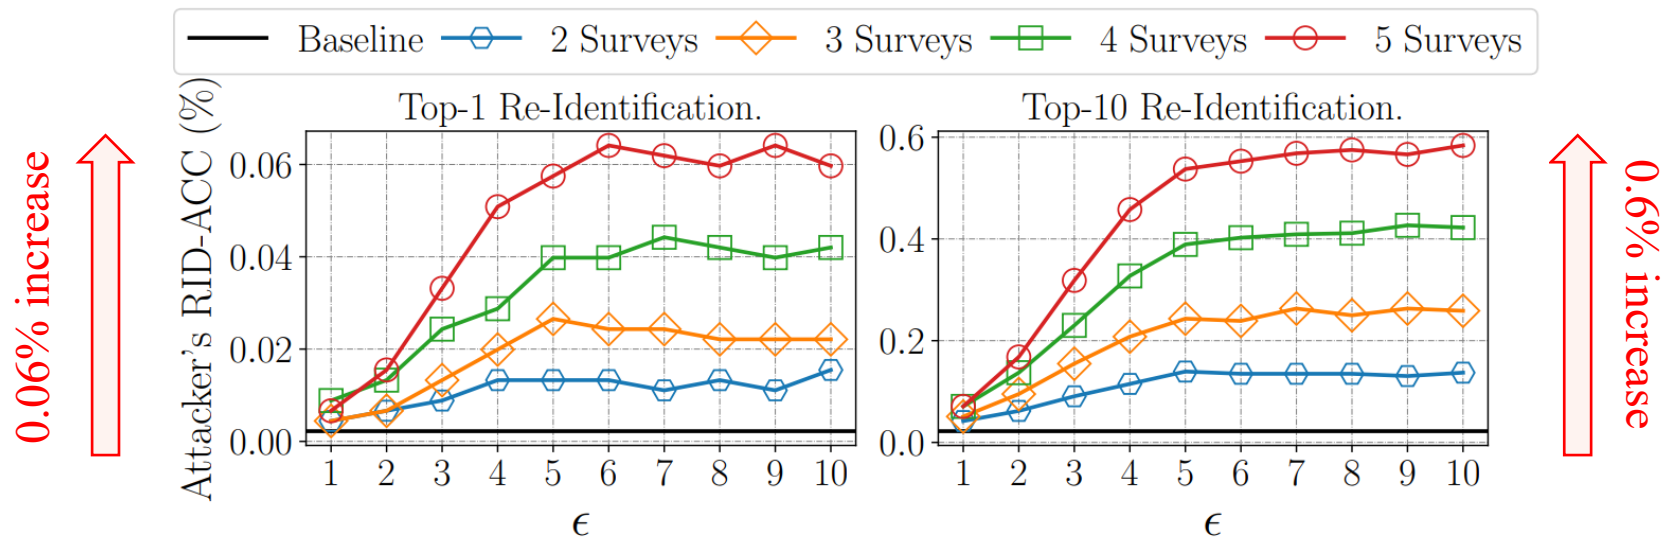 Baseline 2 Surveys 3 Surveys 4 Surveys 5 Surveys
0.06% increase
Attacker's RID-ACC (%)
Top-1 Re-Identification.
0.06
0.04
0.02
0.00
1 2 3 4 5 6 7 8 9 10
ϵ
Top-10 Re-Identification.
0.6
0.4
0.2
0.0
1 2 3 4 5 6 7 8 9 10
ϵ
0.6% increase